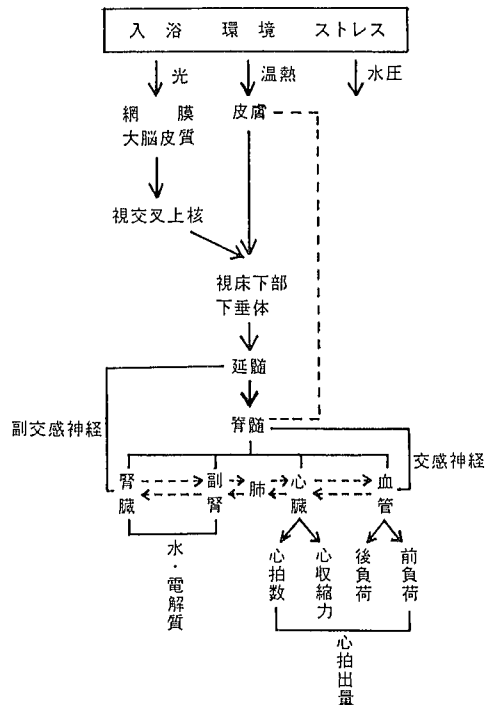 入浴環境ストレス
光
温熱
水圧
網膜
大脳皮質
皮膚
視交叉上核
視床下部
下垂体
延髄
脊髄
副交感神経
交感神経
腎臓
副腎
肺
心臓
血管
水・電解質
心拍数
心収縮力
後負荷
前負荷
心拍出量